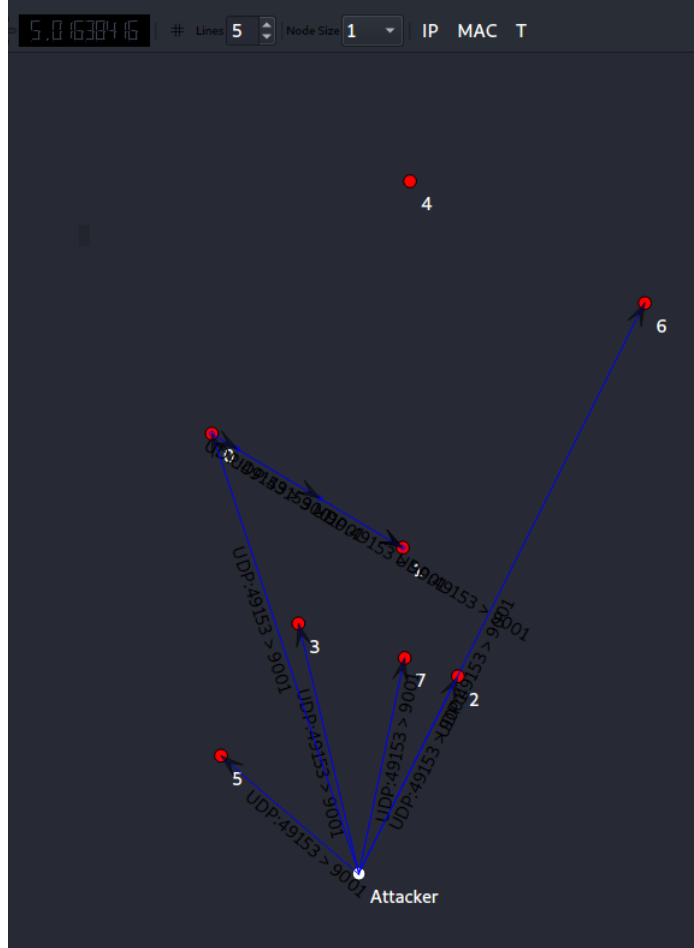 5.01638416 # Lines 5 Node Size 1 IP MAC T
4
6
0
UDP:49153 > 9001
1
UDP:49153 > 9001
3
7
2
UDP:49153 > 9001
UDP:49153 > 9001
UDP:49153 > 9001
5
UDP:49153 > 9001
Attacker